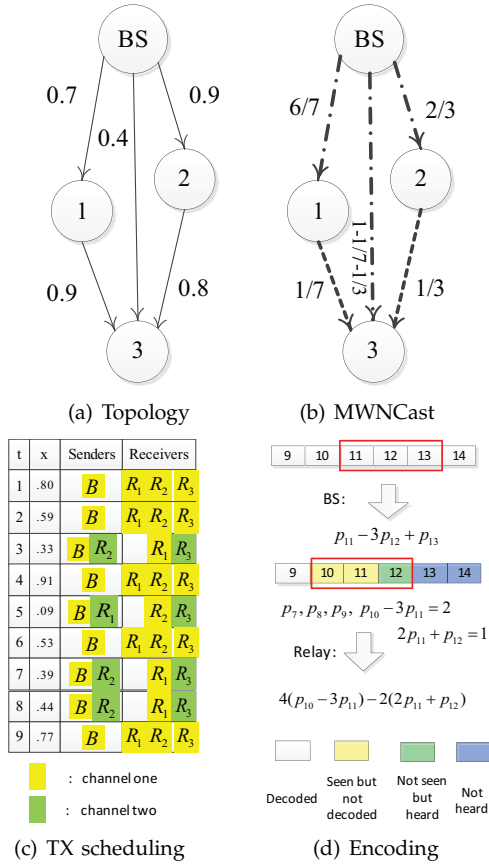 BS
0.7
0.9
0.4
1
2
0.9
0.8
3
(a) Topology
BS
6/7
2/3
1
2
1-1/7-1/3
1/7
1/3
3
(b) MWNCast
t x Senders Receivers
1 .80 B R₁ R₂ R₃
2 .59 B R₁ R₂ R₃
3 .33 B R₂ R₁ R₃
4 .91 B R₁ R₂ R₃
5 .09 B R₁ R₂ R₃
6 .53 B R₁ R₂ R₃
7 .39 B R₂ R₁ R₃
8 .44 B R₂ R₁ R₃
9 .77 B R₁ R₂ R₃
: channel one
: channel two
(c) TX scheduling
9 10 11 12 13 14
BS:
p₁₁ − 3p₁₂ + p₁₃
9 10 11 12 13 14
p₇, p₈, p₉, p₁₀ − 3p₁₁ = 2
2p₁₁ + p₁₂ = 1
Relay:
4(p₁₀ − 3p₁₁) − 2(2p₁₁ + p₁₂)
Decoded
Seen but
not
decoded
Not seen
but
heard
Not
heard
(d) Encoding